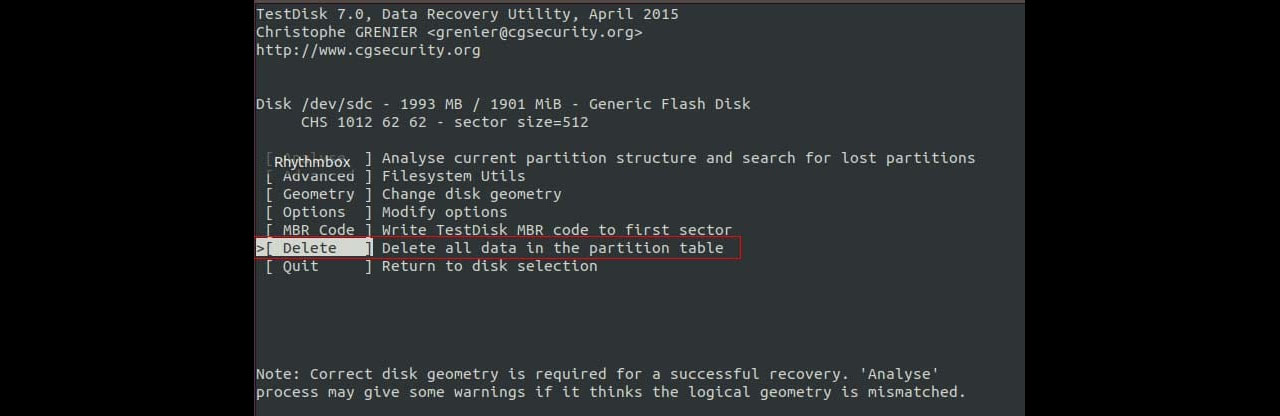 TestDisk 7.0, Data Recovery Utility, April 2015
Christophe GRENIER <grenier@cgsecurity.org>
http://www.cgsecurity.org
Disk /dev/sdc - 1993 MB / 1901 MiB - Generic Flash Disk
CHS 1012 62 62 - sector size=512
[ Rhythmbox ] Analyse current partition structure and search for lost partitions
[ Advanced ] Filesystem Utils
[ Geometry ] Change disk geometry
[ Options ] Modify options
[ MBR Code ] Write TestDisk MBR code to first sector
>[ Delete ] Delete all data in the partition table
[ Quit ] Return to disk selection
Note: Correct disk geometry is required for a successful recovery. 'Analyse'
process may give some warnings if it thinks the logical geometry is mismatched.